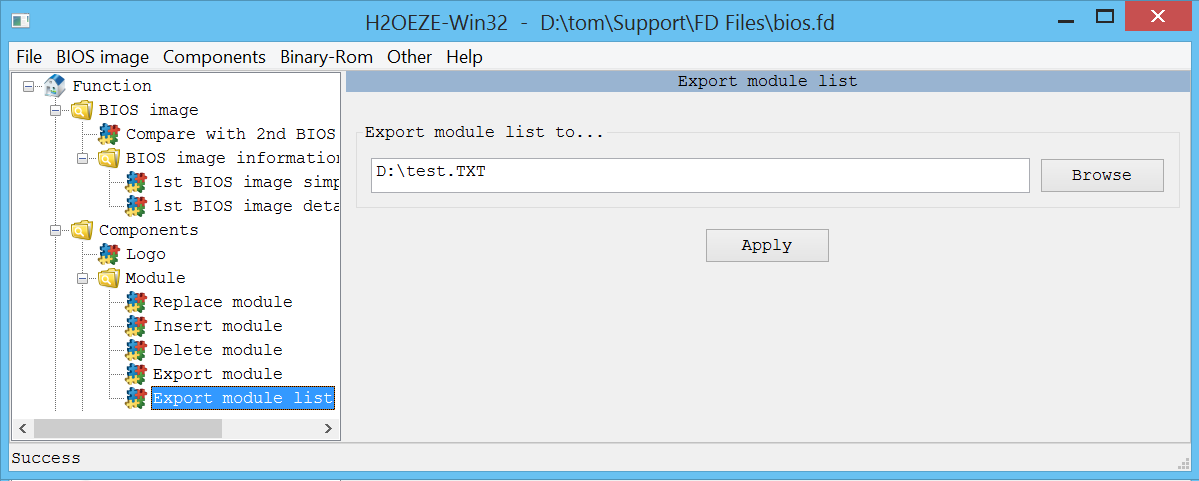 H2OEZE-Win32 - D:\tom\Support\FD Files\bios.fd
File BIOS image Components Binary-Rom Other Help
Function
BIOS image
Compare with 2nd BIOS
BIOS image information
1st BIOS image simp
1st BIOS image deta
Components
Logo
Module
Replace module
Insert module
Delete module
Export module
Export module list
Export module list
Export module list to...
D:\test.TXT
Browse
Apply
Success